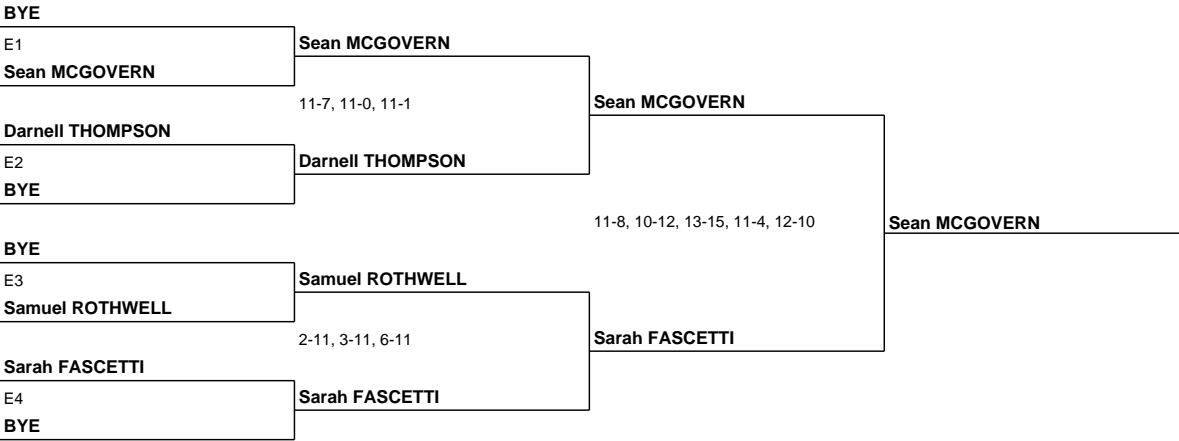 BYE
E1
Sean MCGOVERN
Sean MCGOVERN
11-7, 11-0, 11-1
Sean MCGOVERN
Darnell THOMPSON
E2
Darnell THOMPSON
BYE
11-8, 10-12, 13-15, 11-4, 12-10
Sean MCGOVERN
BYE
E3
Samuel ROTHWELL
Samuel ROTHWELL
2-11, 3-11, 6-11
Sarah FASCETTI
Sarah FASCETTI
E4
Sarah FASCETTI
BYE